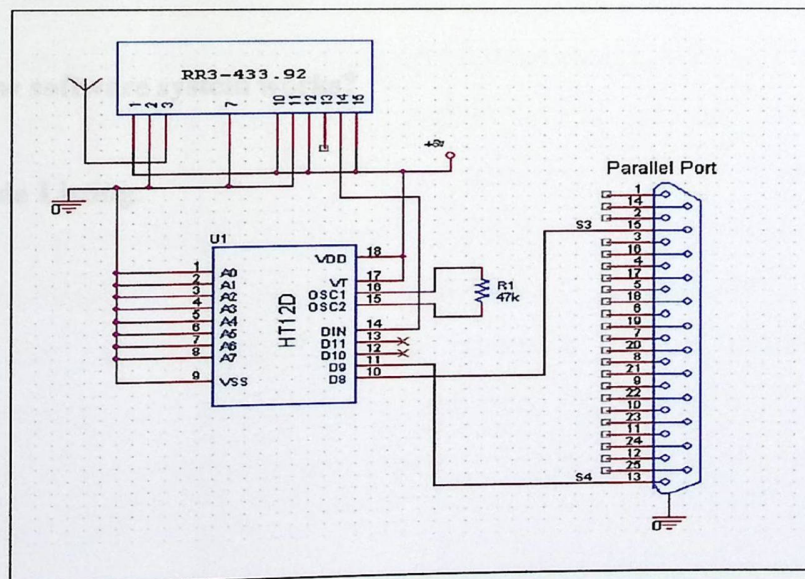 RR3-433.92
1 2 3 7 10 11 12 13 14 15
+5v
0
Parallel Port
1
14
2
S3 15
3
16
4
17
5
18
6
19
7
20
8
21
9
22
10
23
11
24
12
25
S4 13
0
U1
HT12D
1 A0
2 A1
3 A2
4 A3
5 A4
6 A5
7 A6
8 A7
9 VSS
VDD 18
VT 17
OSC1 16
OSC2 15
DIN 14
D11 13
D10 12
D9 11
D8 10
R1
47k